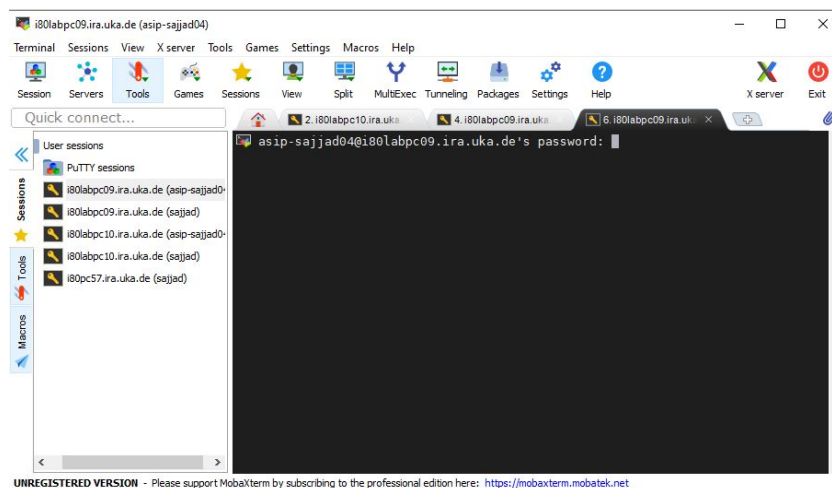 i80labpc09.ira.uka.de (asip-sajjad04)
Terminal Sessions View X server Tools Games Settings Macros Help
Session Servers Tools Games Sessions View Split MultiExec Tunneling Packages Settings Help X server Exit
Quick connect...
2. i80labpc10.ira.uka 4. i80labpc09.ira.uka 6. i80labpc09.ira.uk
User sessions
PuTTY sessions
i80labpc09.ira.uka.de (asip-sajjad0
i80labpc09.ira.uka.de (sajjad)
i80labpc10.ira.uka.de (asip-sajjad0
i80labpc10.ira.uka.de (sajjad)
i80pc57.ira.uka.de (sajjad)
Sessions
Tools
Macros
asip-sajjad04@i80labpc09.ira.uka.de's password:
UNREGISTERED VERSION - Please support MobaXterm by subscribing to the professional edition here: https://mobaxterm.mobatek.net